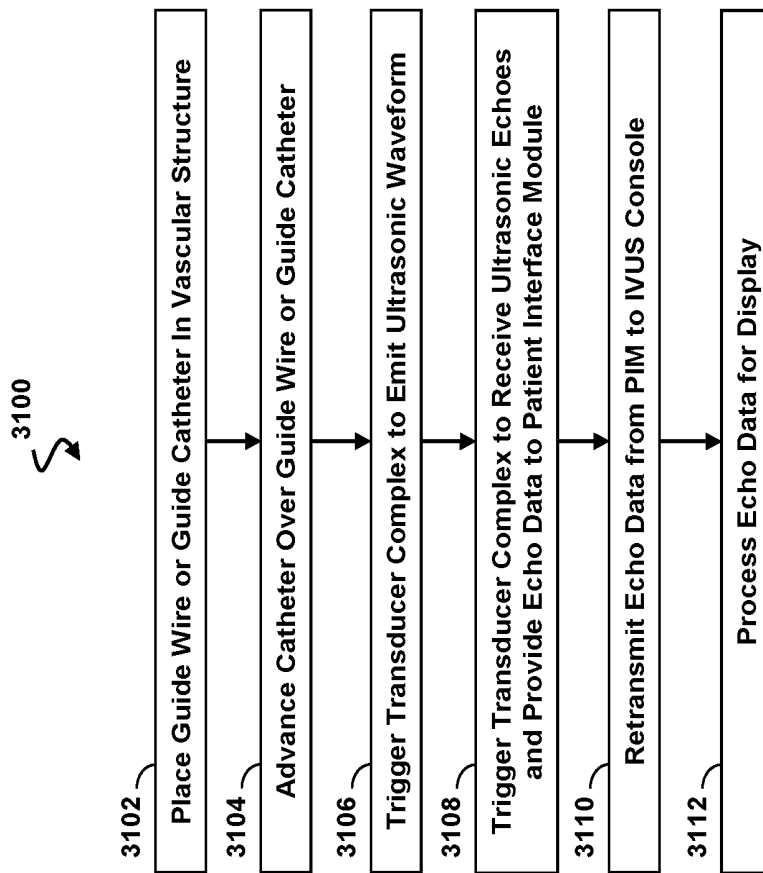 3100
3102
Place Guide Wire or Guide Catheter In Vascular Structure
3104
Advance Catheter Over Guide Wire or Guide Catheter
3106
Trigger Transducer Complex to Emit Ultrasonic Waveform
3108
Trigger Transducer Complex to Receive Ultrasonic Echoes
and Provide Echo Data to Patient Interface Module
3110
Retransmit Echo Data from PIM to IVUS Console
3112
Process Echo Data for Display